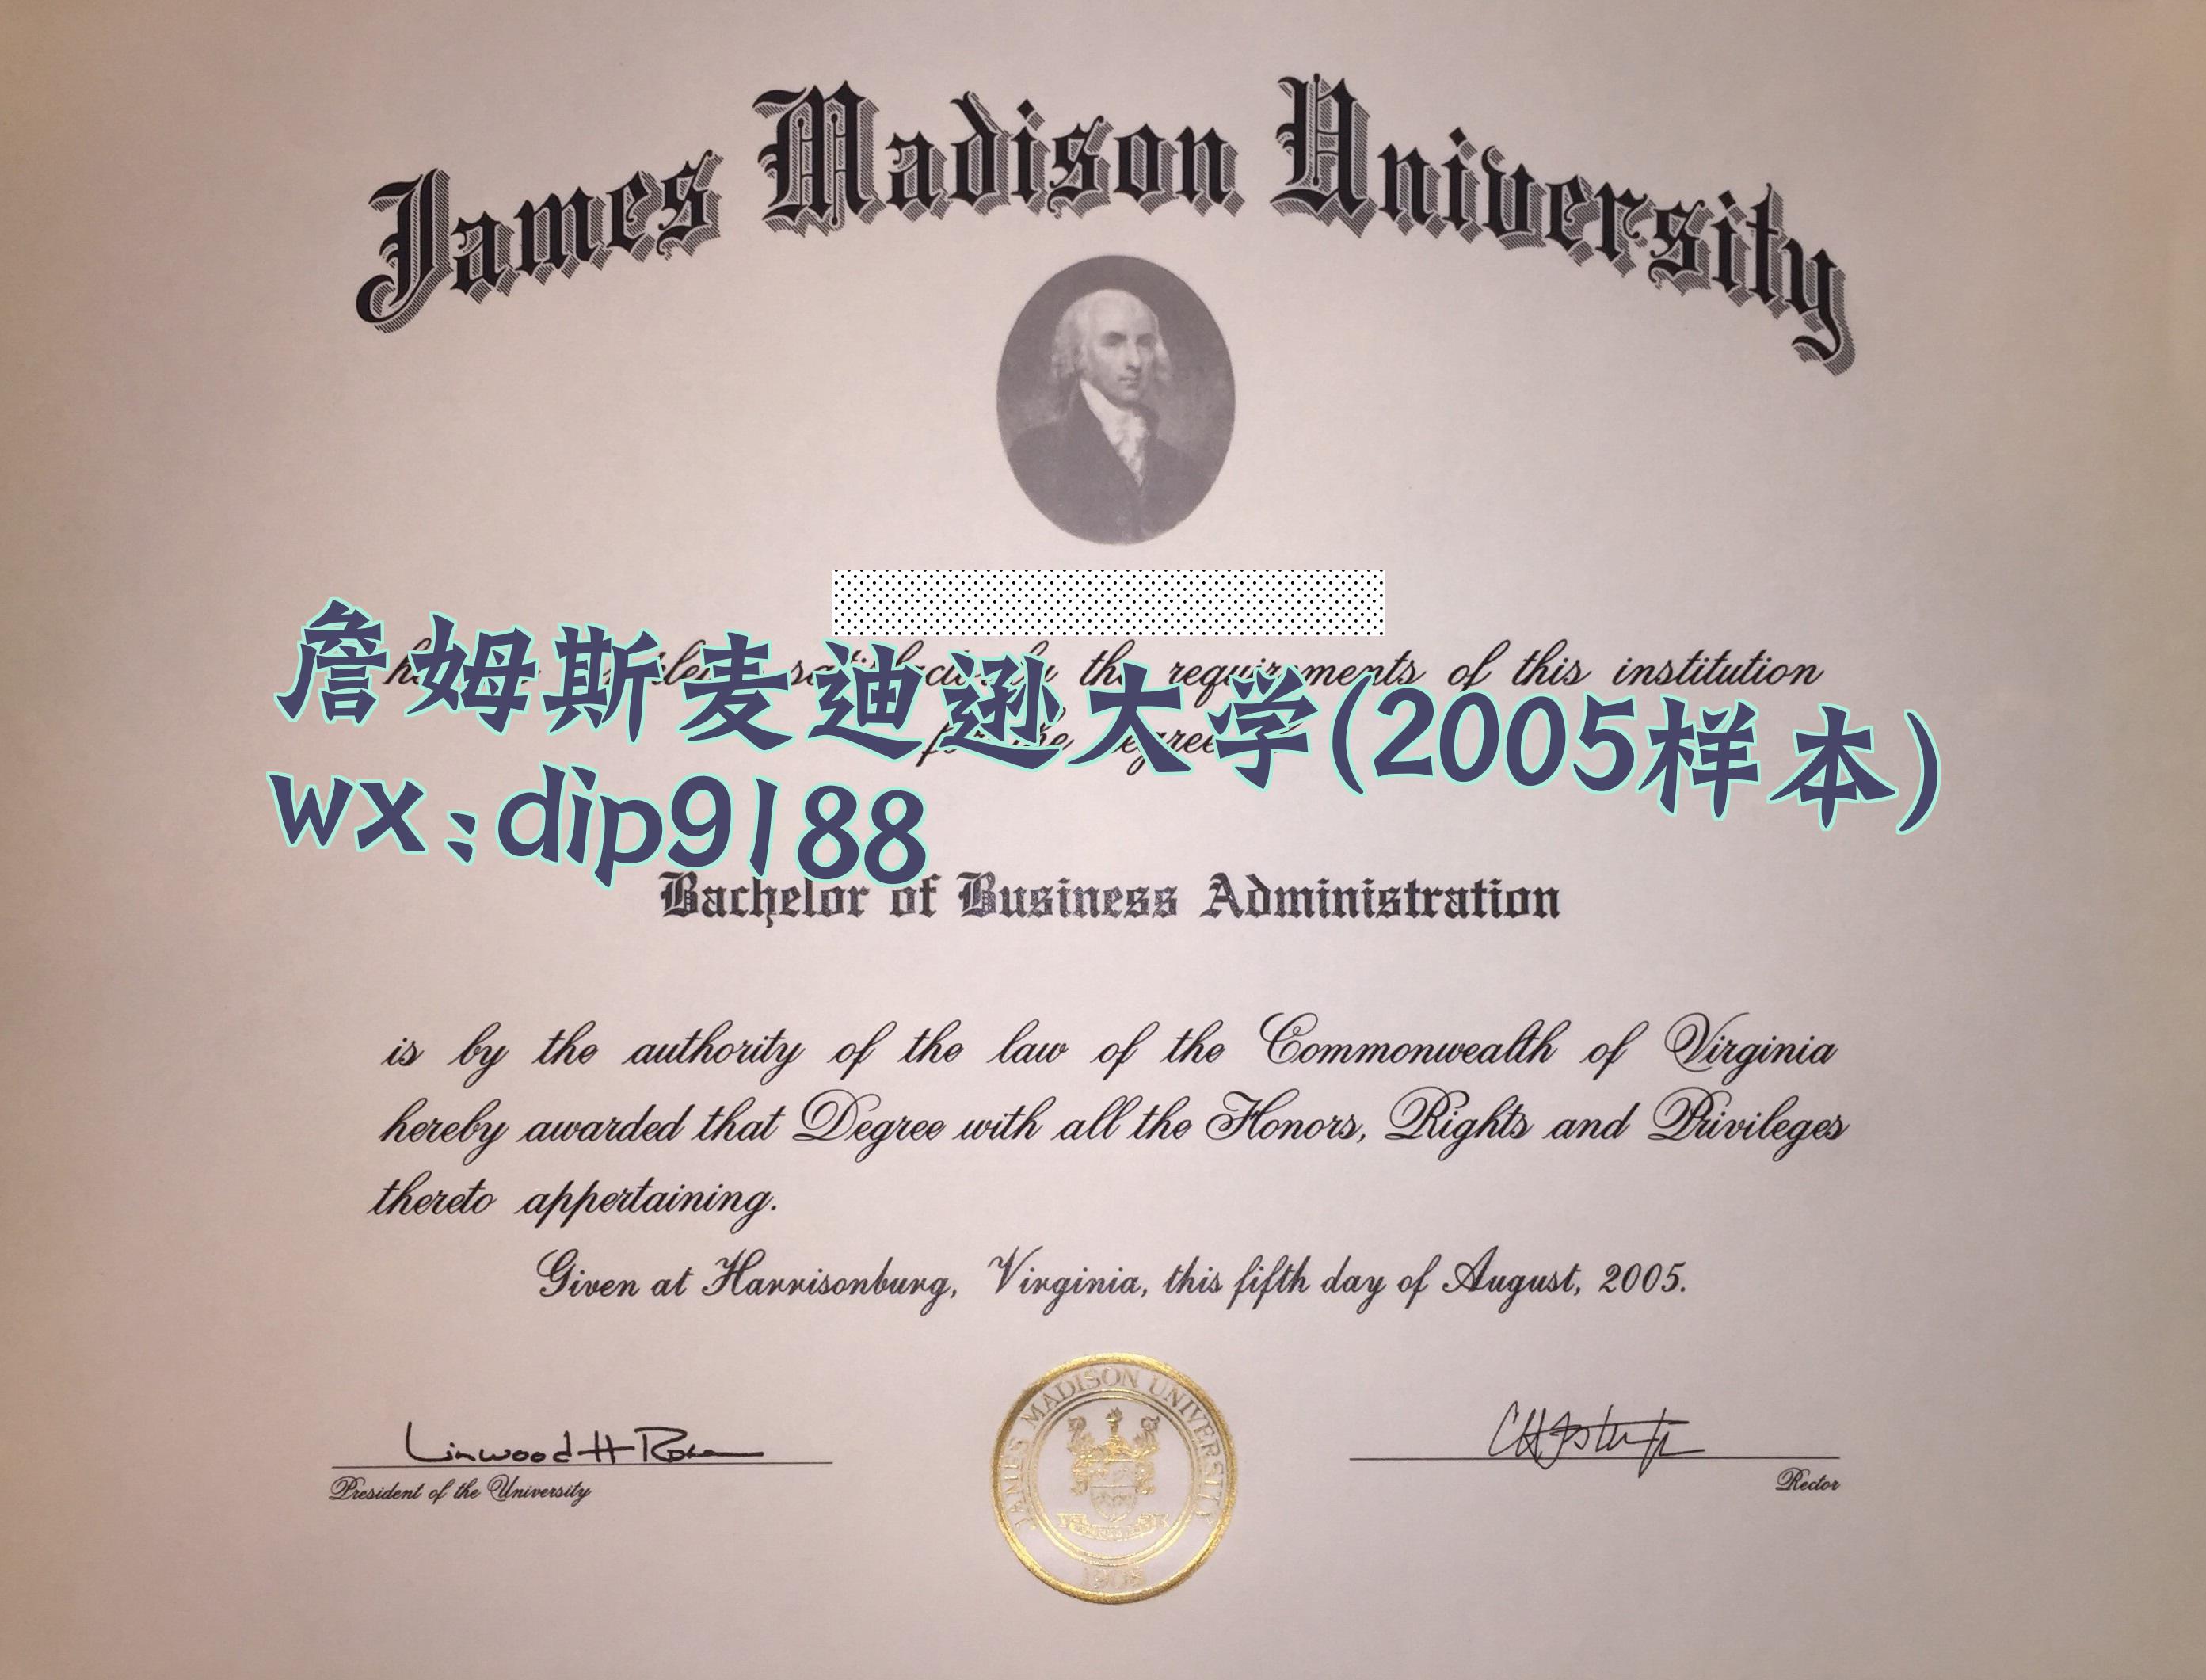 James Madison University
詹姆斯麦迪逊大学(2005样本)
requirements of this institution
wx:dip9188
Bachelor of Business Administration
is by the authority of the law of the Commonwealth of Virginia
hereby awarded that Degree with all the Honors, Rights and Privileges
thereto appertaining.
Given at Harrisonburg, Virginia, this fifth day of August, 2005.
Linwood H Rose
President of the University
Rector
JAMES MADISON UNIVERSITY
1908